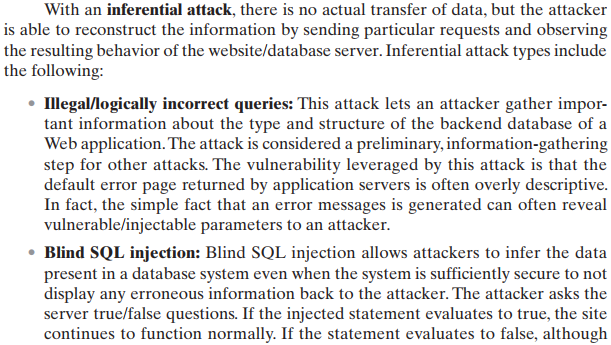 With an inferential attack, there is no actual transfer of data, but the attacker
is able to reconstruct the information by sending particular requests and observing
the resulting behavior of the website/database server. Inferential attack types include
the following:
• Illegal/logically incorrect queries: This attack lets an attacker gather impor-
tant information about the type and structure of the backend database of a
Web application. The attack is considered a preliminary, information-gathering
step for other attacks. The vulnerability leveraged by this attack is that the
default error page returned by application servers is often overly descriptive.
In fact, the simple fact that an error messages is generated can often reveal
vulnerable/injectable parameters to an attacker.
• Blind SQL injection: Blind SQL injection allows attackers to infer the data
present in a database system even when the system is sufficiently secure to not
display any erroneous information back to the attacker. The attacker asks the
server true/false questions. If the injected statement evaluates to true, the site
continues to function normally. If the statement evaluates to false, although